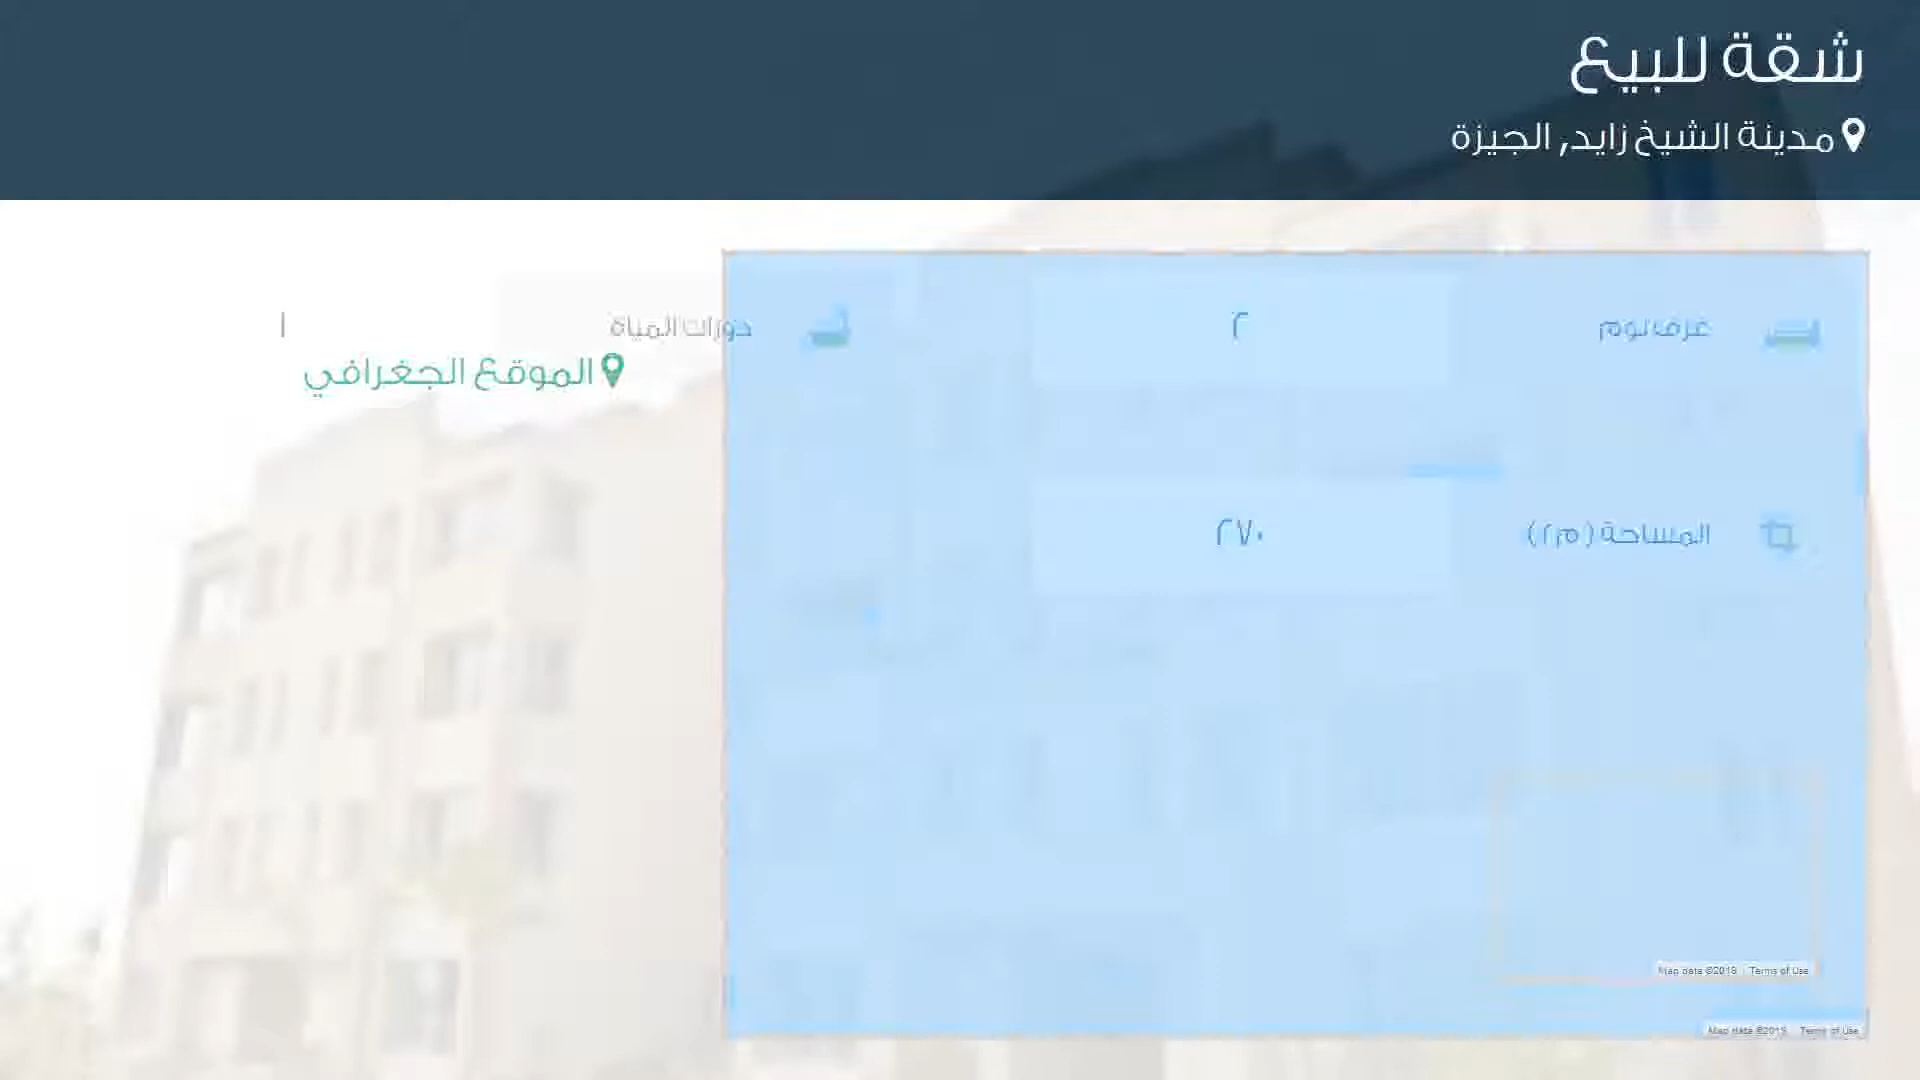 شقة للبيع
مدينة الشيخ زايد, الجيزة
غرف نوم
٢
دورات المياة
الموقع الجغرافي
المساحة (م٢)
٢٧٠
Map data ©2019 Terms of Use
Map data ©2019 Terms of Use